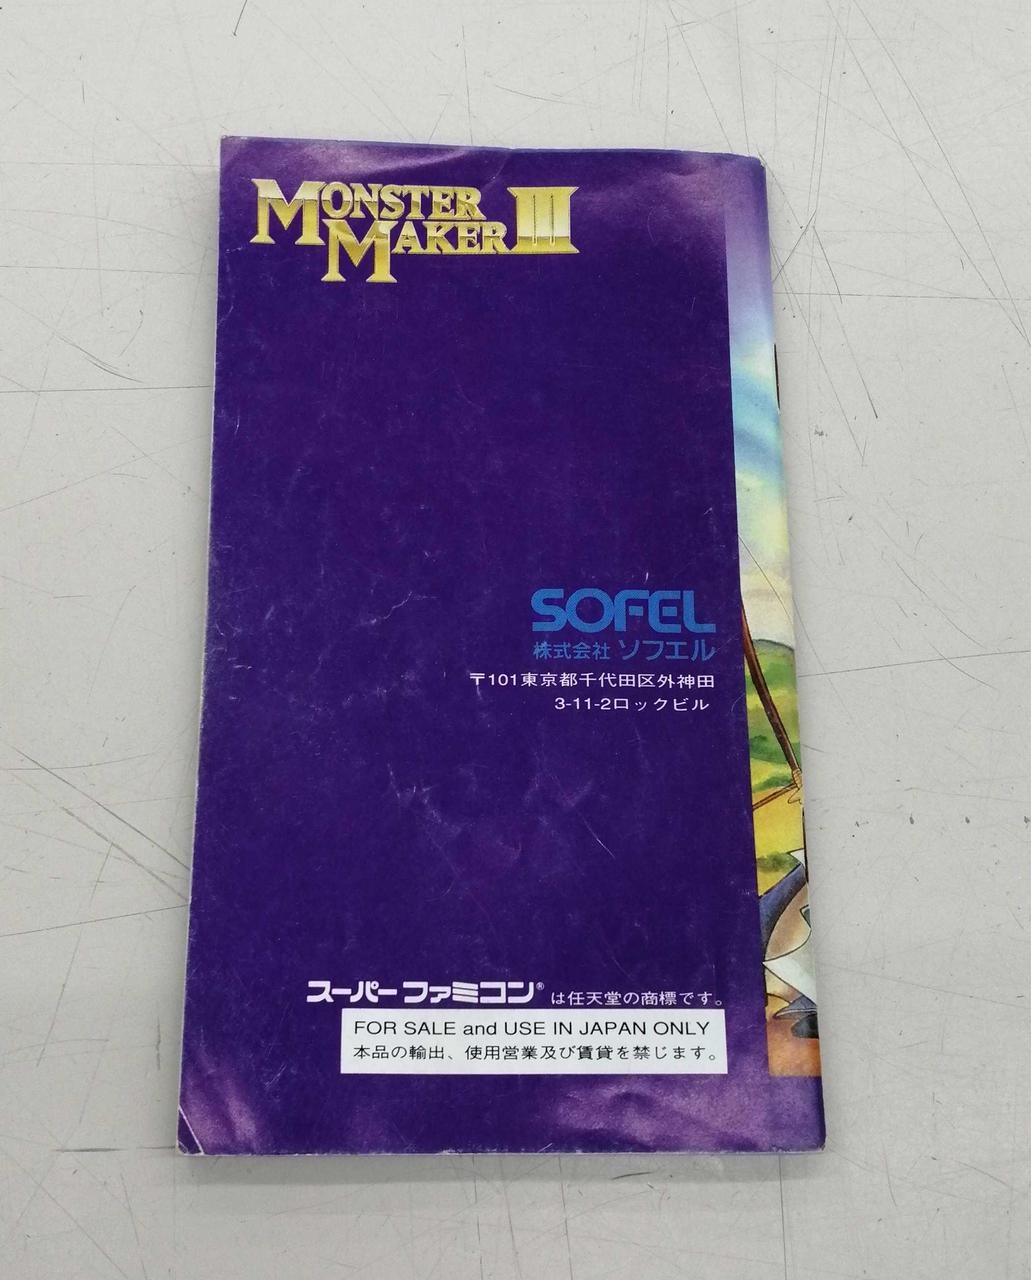 MONSTER
MAKER III
SOFEL
株式会社 ソフエル
〒101東京都千代田区外神田
3-11-2ロックビル
スーパーファミコン® は任天堂の商標です。
FOR SALE and USE IN JAPAN ONLY
本品の輸出、使用営業及び賃貸を禁じます。